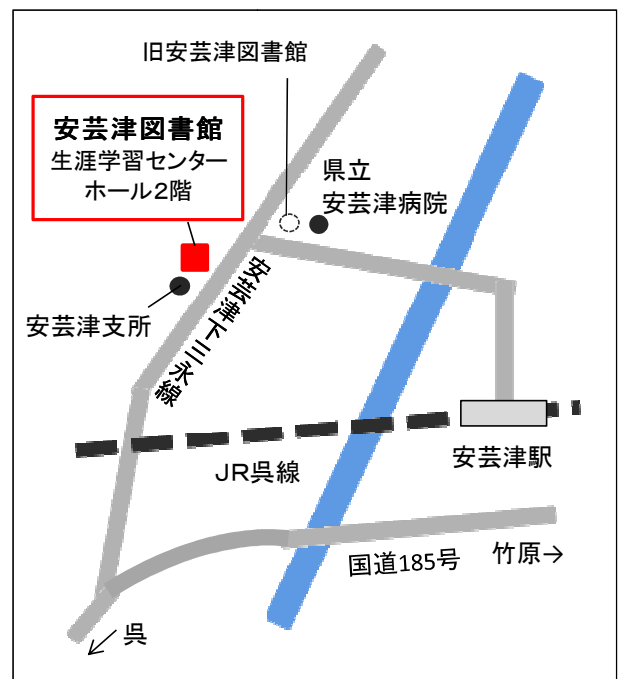 旧安芸津図書館
安芸津図書館
生涯学習センター
ホール2階
県立
安芸津病院
安芸津支所
安芸津下三永線
安芸津駅
JR呉線
国道185号
竹原→
呉